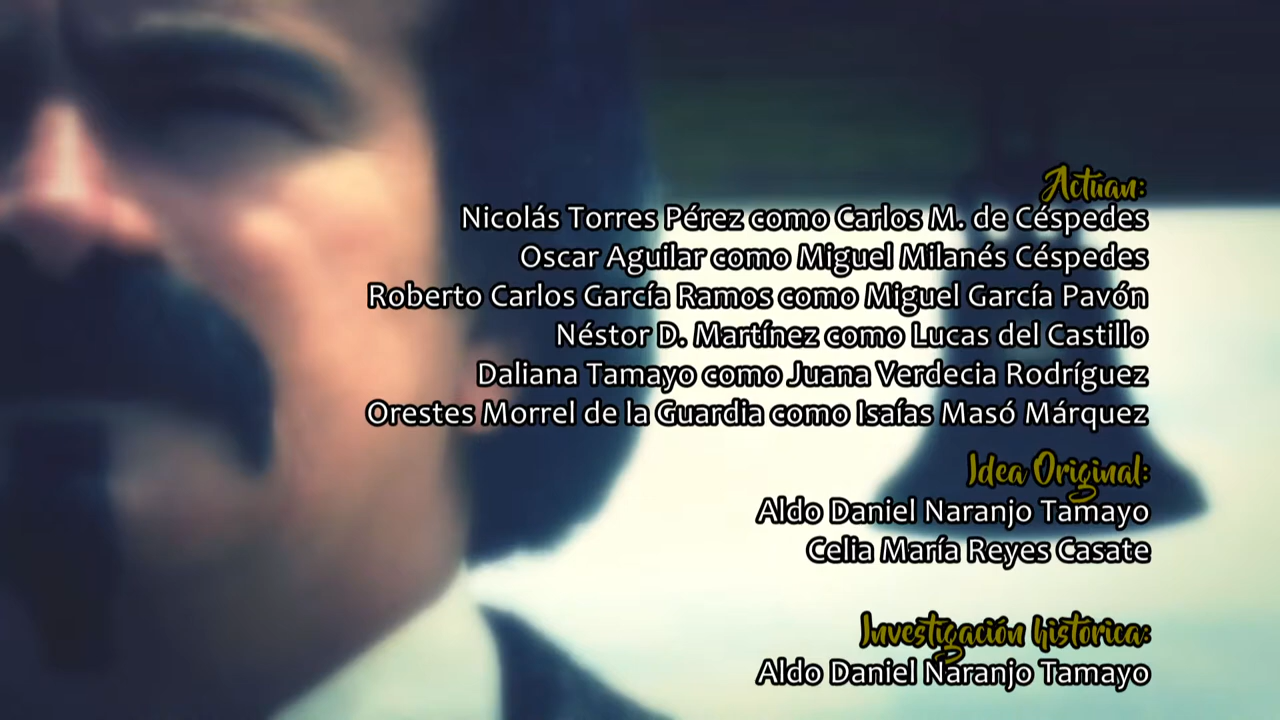 Actuan:
Nicolás Torres Pérez como Carlos M. de Céspedes
Oscar Aguilar como Miguel Milanés Céspedes
Roberto Carlos García Ramos como Miguel García Pavón
Néstor D. Martínez como Lucas del Castillo
Daliana Tamayo como Juana Verdecia Rodríguez
Orestes Morrel de la Guardia como Isaías Masó Márquez
Idea Original:
Aldo Daniel Naranjo Tamayo
Celia María Reyes Casate
Investigación històrica:
Aldo Daniel Naranjo Tamayo